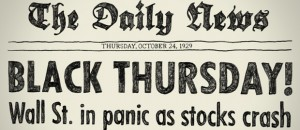 The Daily News
THURSDAY, OCTOBER 24, 1929
BLACK THURSDAY!
Wall St. in panic as stocks crash